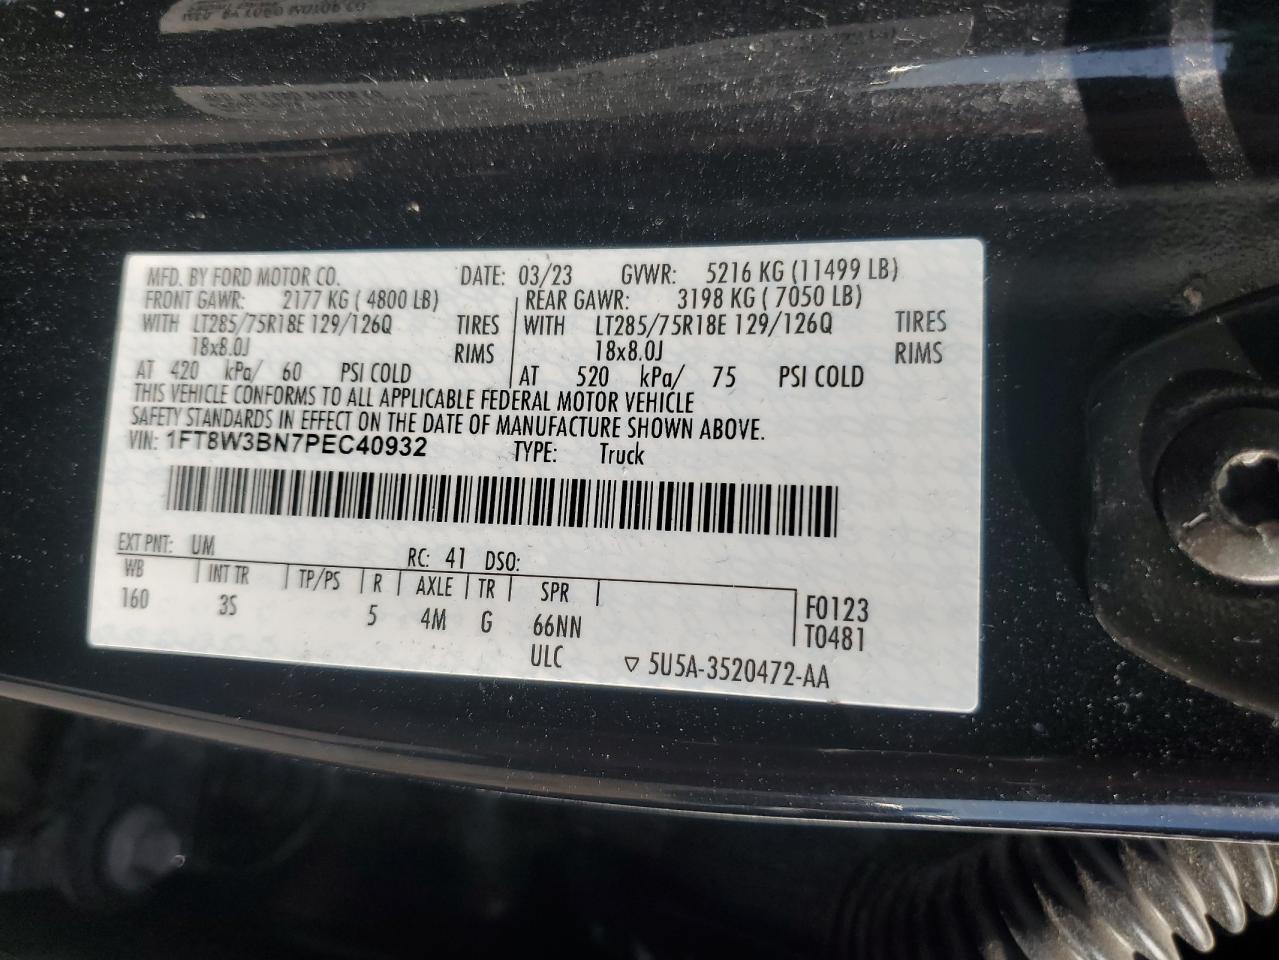 MFD. BY FORD MOTOR CO. DATE: 03/23 GVWR: 5216 KG (11499 LB)
FRONT GAWR: 2177 KG ( 4800 LB) REAR GAWR: 3198 KG ( 7050 LB)
WITH LT285/75R18E 129/126Q TIRES WITH LT285/75R18E 129/126Q TIRES
18x8.0J RIMS 18x8.0J RIMS
AT 420 kPa/ 60 PSI COLD AT 520 kPa/ 75 PSI COLD
THIS VEHICLE CONFORMS TO ALL APPLICABLE FEDERAL MOTOR VEHICLE
SAFETY STANDARDS IN EFFECT ON THE DATE OF MANUFACTURE SHOWN ABOVE.
VIN: 1FT8W3BN7PEC40932 TYPE: Truck
EXT PNT: UM RC: 41 DSO:
WB INT TR TP/PS R AXLE TR SPR
160 3S 5 4M G 66NN
ULC
F0123
T0481
▽ 5U5A-3520472-AA